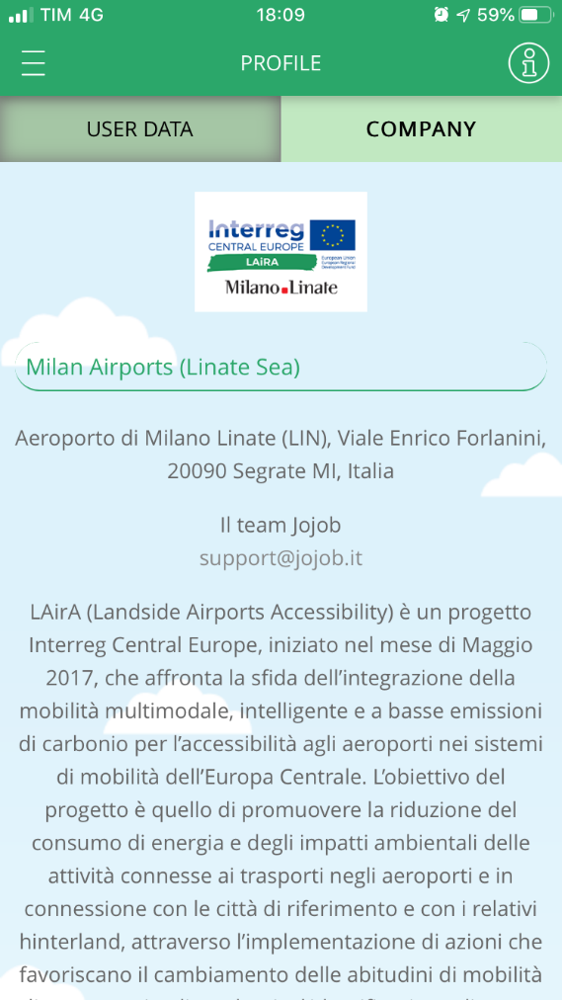 TIM 4G 18:09 59%
PROFILE
USER DATA COMPANY
Interreg
CENTRAL EUROPE
LAiRA
European Union
European Regional
Development Fund
Milano Linate
Milan Airports (Linate Sea)
Aeroporto di Milano Linate (LIN), Viale Enrico Forlanini,
20090 Segrate MI, Italia
Il team Jojob
support@jojob.it
LAirA (Landside Airports Accessibility) è un progetto
Interreg Central Europe, iniziato nel mese di Maggio
2017, che affronta la sfida dell’integrazione della
mobilità multimodale, intelligente e a basse emissioni
di carbonio per l’accessibilità agli aeroporti nei sistemi
di mobilità dell’Europa Centrale. L’obiettivo del
progetto è quello di promuovere la riduzione del
consumo di energia e degli impatti ambientali delle
attività connesse ai trasporti negli aeroporti e in
connessione con le città di riferimento e con i relativi
hinterland, attraverso l’implementazione di azioni che
favoriscano il cambiamento delle abitudini di mobilità